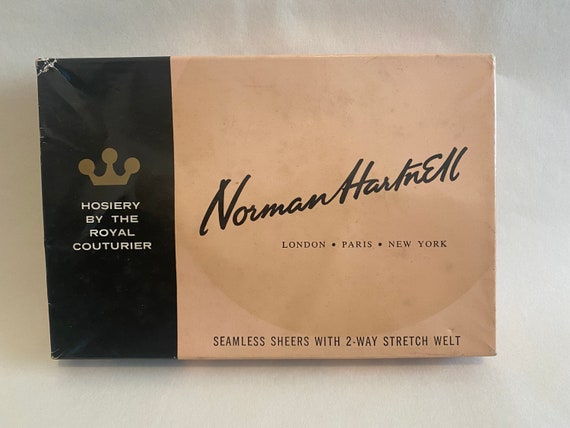 HOSIERY
BY THE
ROYAL
COUTURIER
Norman Hartnell
LONDON • PARIS • NEW YORK
SEAMLESS SHEERS WITH 2-WAY STRETCH WELT